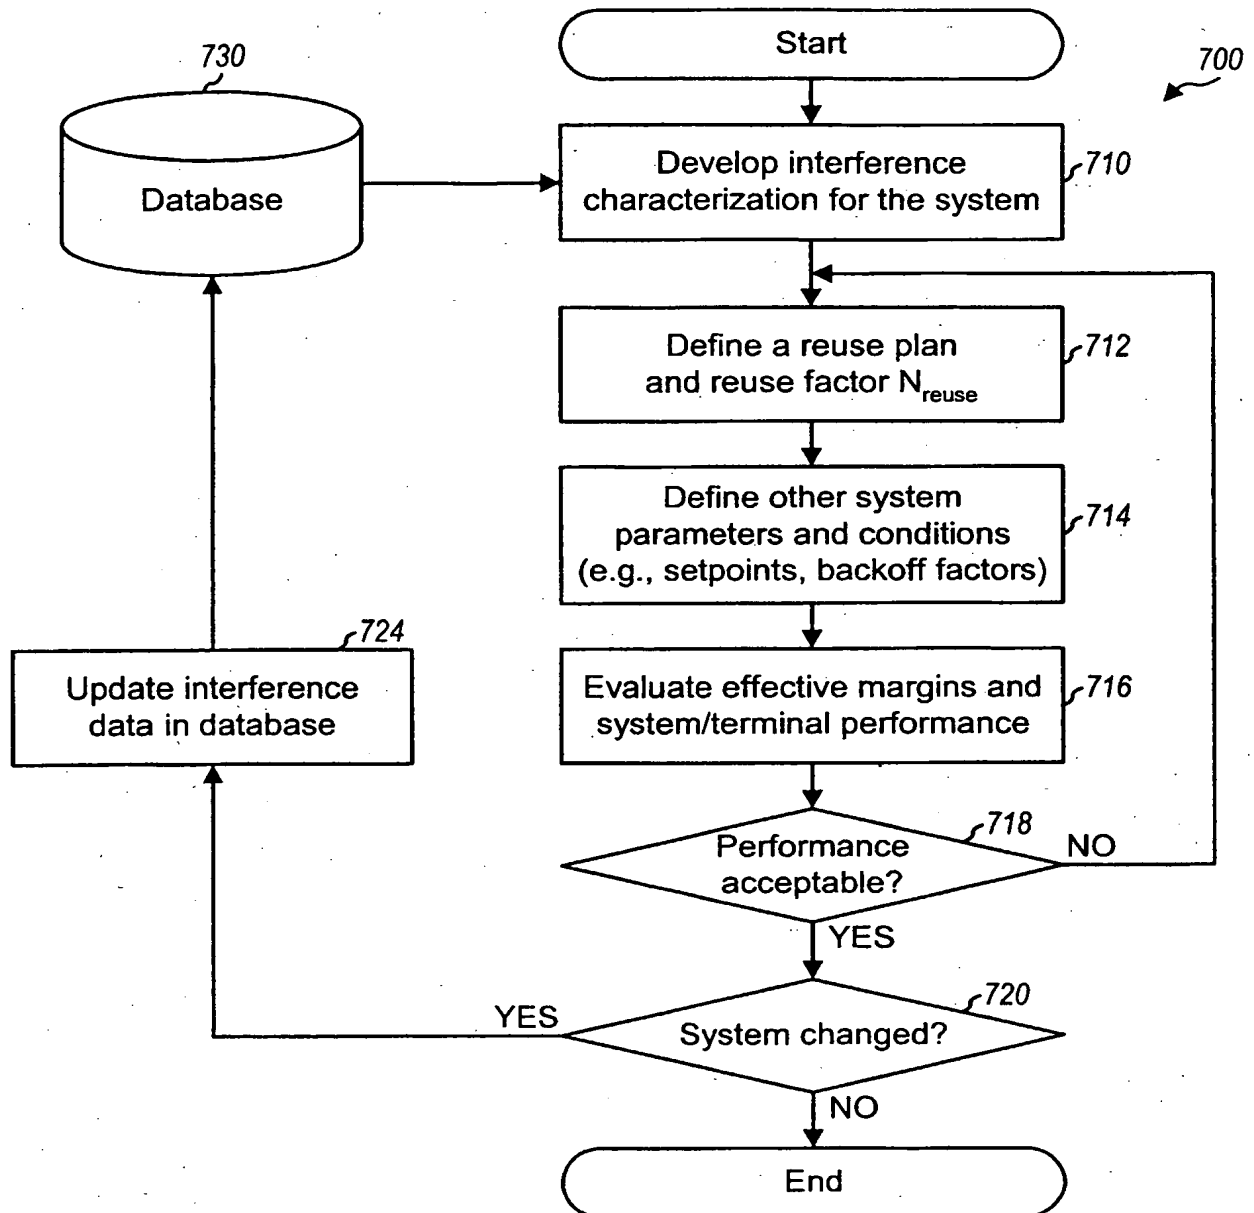 Start
700
730
Database
Develop interference
characterization for the system
710
Define a reuse plan
and reuse factor Nreuse
712
Define other system
parameters and conditions
(e.g., setpoints, backoff factors)
714
724
Update interference
data in database
Evaluate effective margins and
system/terminal performance
716
718
Performance
acceptable?
NO
YES
720
YES
System changed?
NO
End